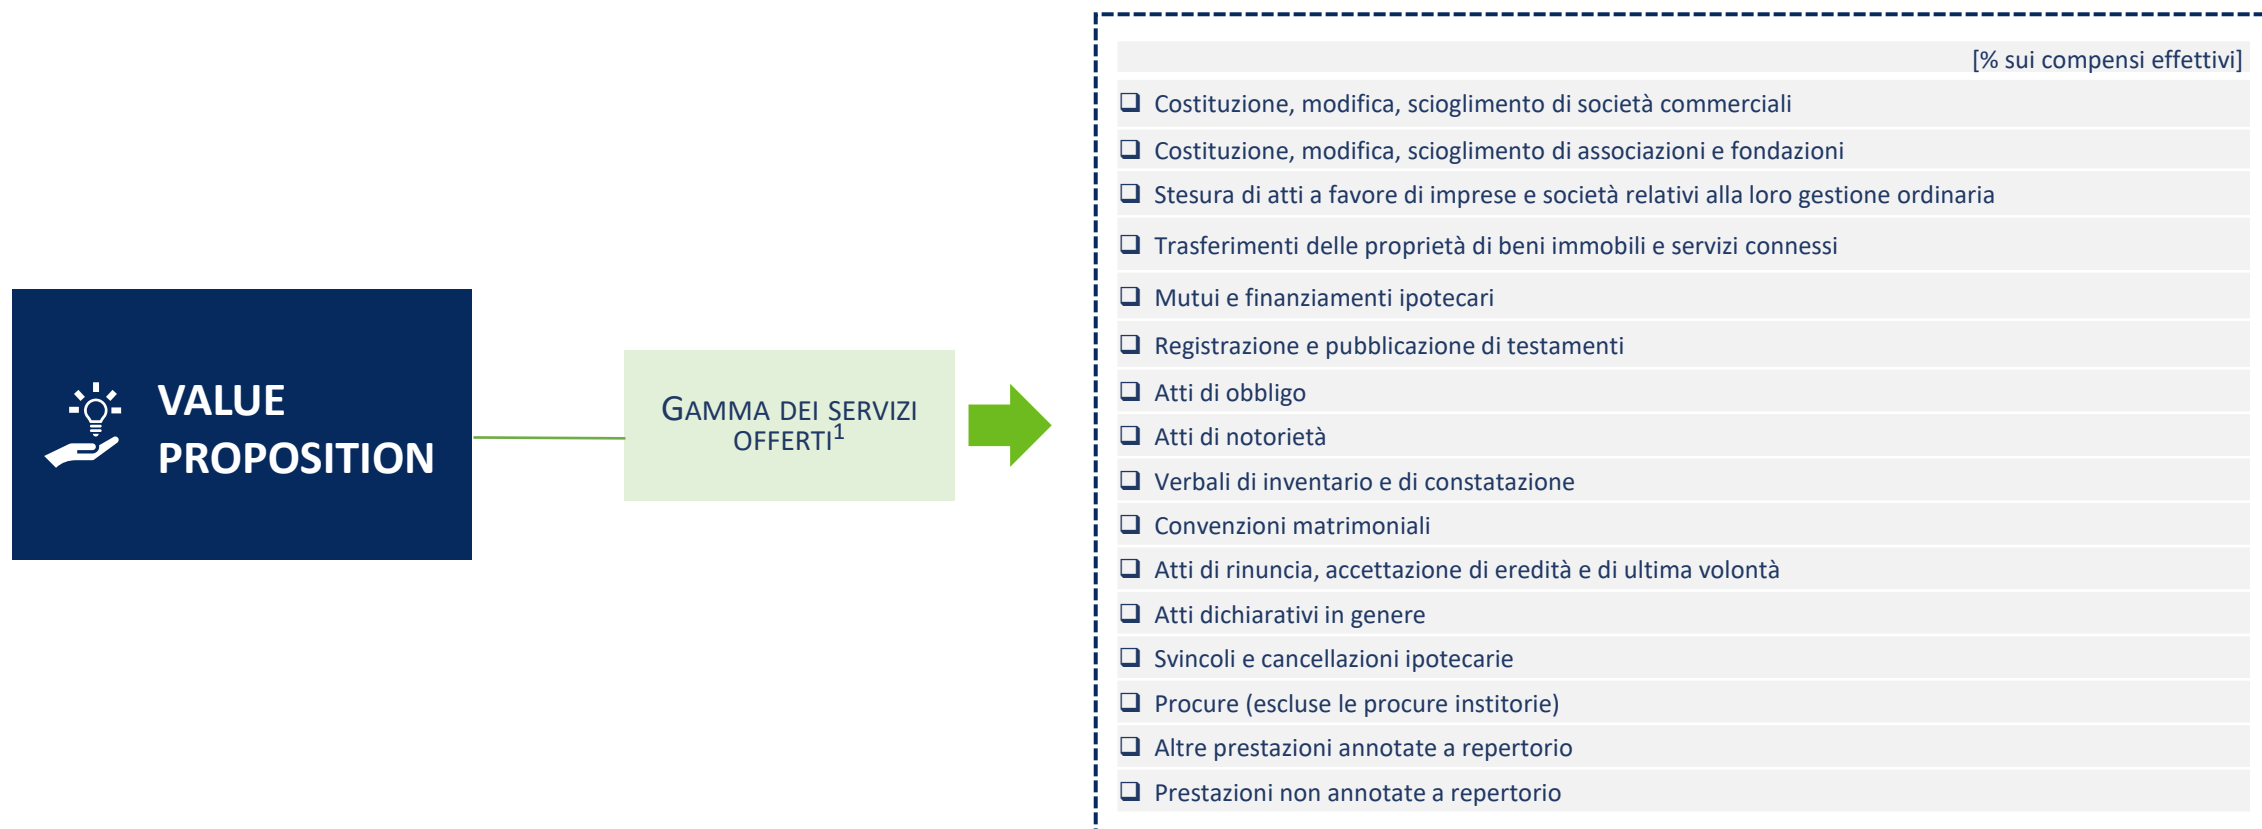 VALUE
PROPOSITION
GAMMA DEI SERVIZI
OFFERTI1
[% sui compensi effettivi]
Costituzione, modifica, scioglimento di società commerciali
Costituzione, modifica, scioglimento di associazioni e fondazioni
Stesura di atti a favore di imprese e società relativi alla loro gestione ordinaria
Trasferimenti delle proprietà di beni immobili e servizi connessi
Mutui e finanziamenti ipotecari
Registrazione e pubblicazione di testamenti
Atti di obbligo
Atti di notorietà
Verbali di inventario e di constatazione
Convenzioni matrimoniali
Atti di rinuncia, accettazione di eredità e di ultima volontà
Atti dichiarativi in genere
Svincoli e cancellazioni ipotecarie
Procure (escluse le procure institorie)
Altre prestazioni annotate a repertorio
Prestazioni non annotate a repertorio